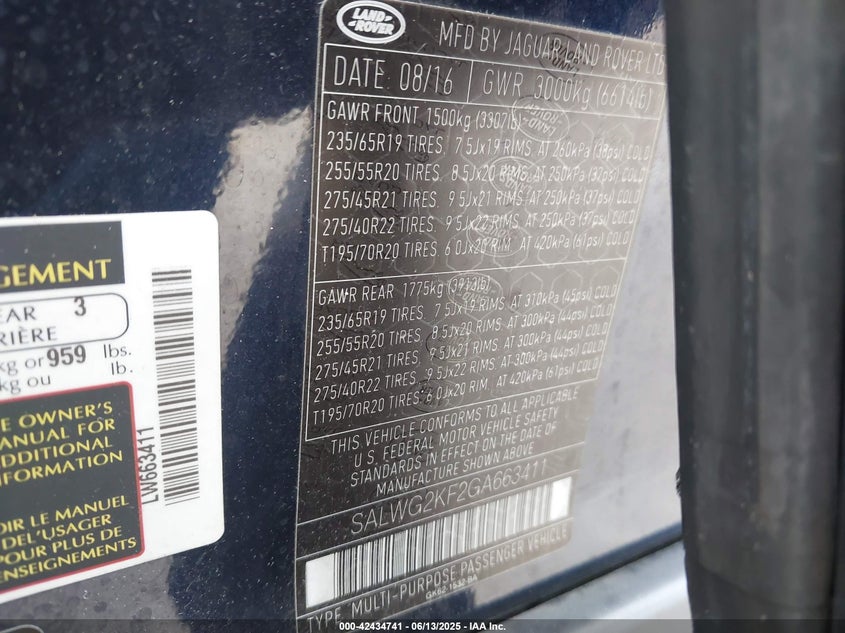 LAND ROVER
MFD BY JAGUAR LAND ROVER LTD
DATE: 08/16 GWR 3000kg (6614lb)
GAWR FRONT 1500kg (3307lb)
235/65R19 TIRES. 7.5Jx19 RIMS. AT 260kPa (38psi) COLD
255/55R20 TIRES. 8.5Jx20 RIMS. AT 250kPa (37psi) COLD
275/45R21 TIRES. 9.5Jx21 RIMS. AT 250kPa (37psi) COLD
275/40R22 TIRES. 9.5Jx22 RIMS. AT 250kPa (37psi) COLD
T195/70R20 TIRES. 6.0Jx20 RIM. AT 420kPa (61psi) COLD
GAWR REAR 1775kg (3913lb)
235/65R19 TIRES. 7.5Jx19 RIMS. AT 310kPa (45psi) COLD
255/55R20 TIRES. 8.5Jx20 RIMS. AT 300kPa (44psi) COLD
275/45R21 TIRES. 9.5Jx21 RIMS. AT 300kPa (44psi) COLD
275/40R22 TIRES. 9.5Jx22 RIMS. AT 300kPa (44psi) COLD
T195/70R20 TIRES. 6.0Jx20 RIM. AT 420kPa (61psi) COLD
THIS VEHICLE CONFORMS TO ALL APPLICABLE
U.S. FEDERAL MOTOR VEHICLE SAFETY
STANDARDS IN EFFECT ON THE DATE OF
MANUFACTURE SHOWN ABOVE.
SALWG2KF2GA663411
TYPE: MULTI-PURPOSE PASSENGER VEHICLE
GK62-1532-BA
GEMENT
EAR 3
RIÈRE
kg or 959 lbs.
kg ou lb.
E OWNER'S
MANUAL FOR
ADDITIONAL
INFORMATION
OIR LE MANUEL
DE L'USAGER
POUR PLUS DE
ENSEIGNEMENTS
LW663411
000-42434741 - 06/13/2025 - IAA Inc.